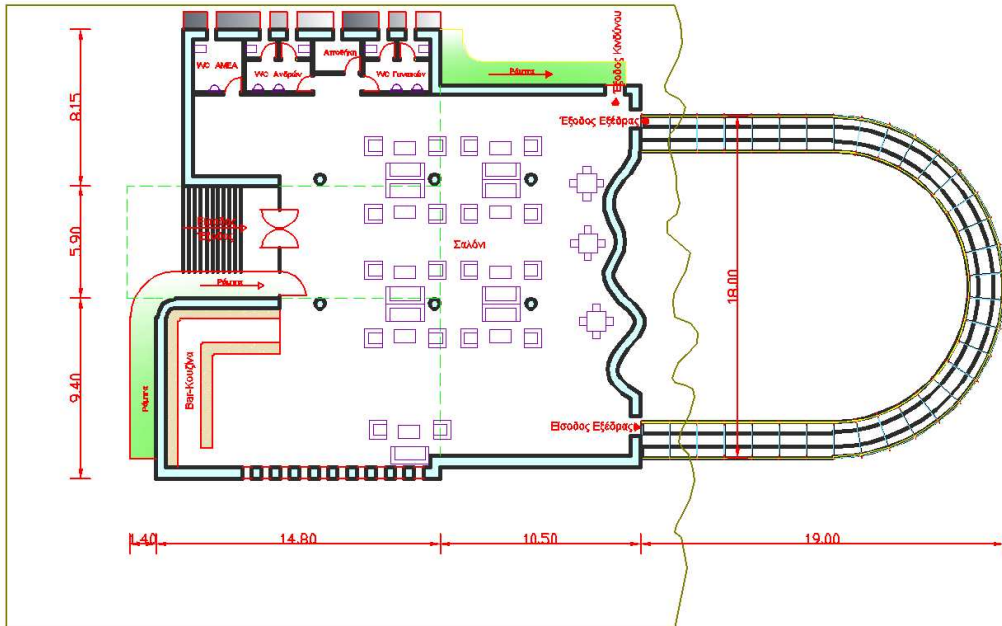 WC ΑΜΕΑ
WC Ανδρών
Αποθήκη
WC Γυναικών
Ράμπα
Έξοδος Κινδύνου
Έξοδος Εξέδρας
8.15
5.90
9.40
Σαλόνι
18.00
Ράμπα
Ράμπα
Bar-Κουζίνα
Είσοδος Εξέδρας
1.40
14.80
10.50
19.00